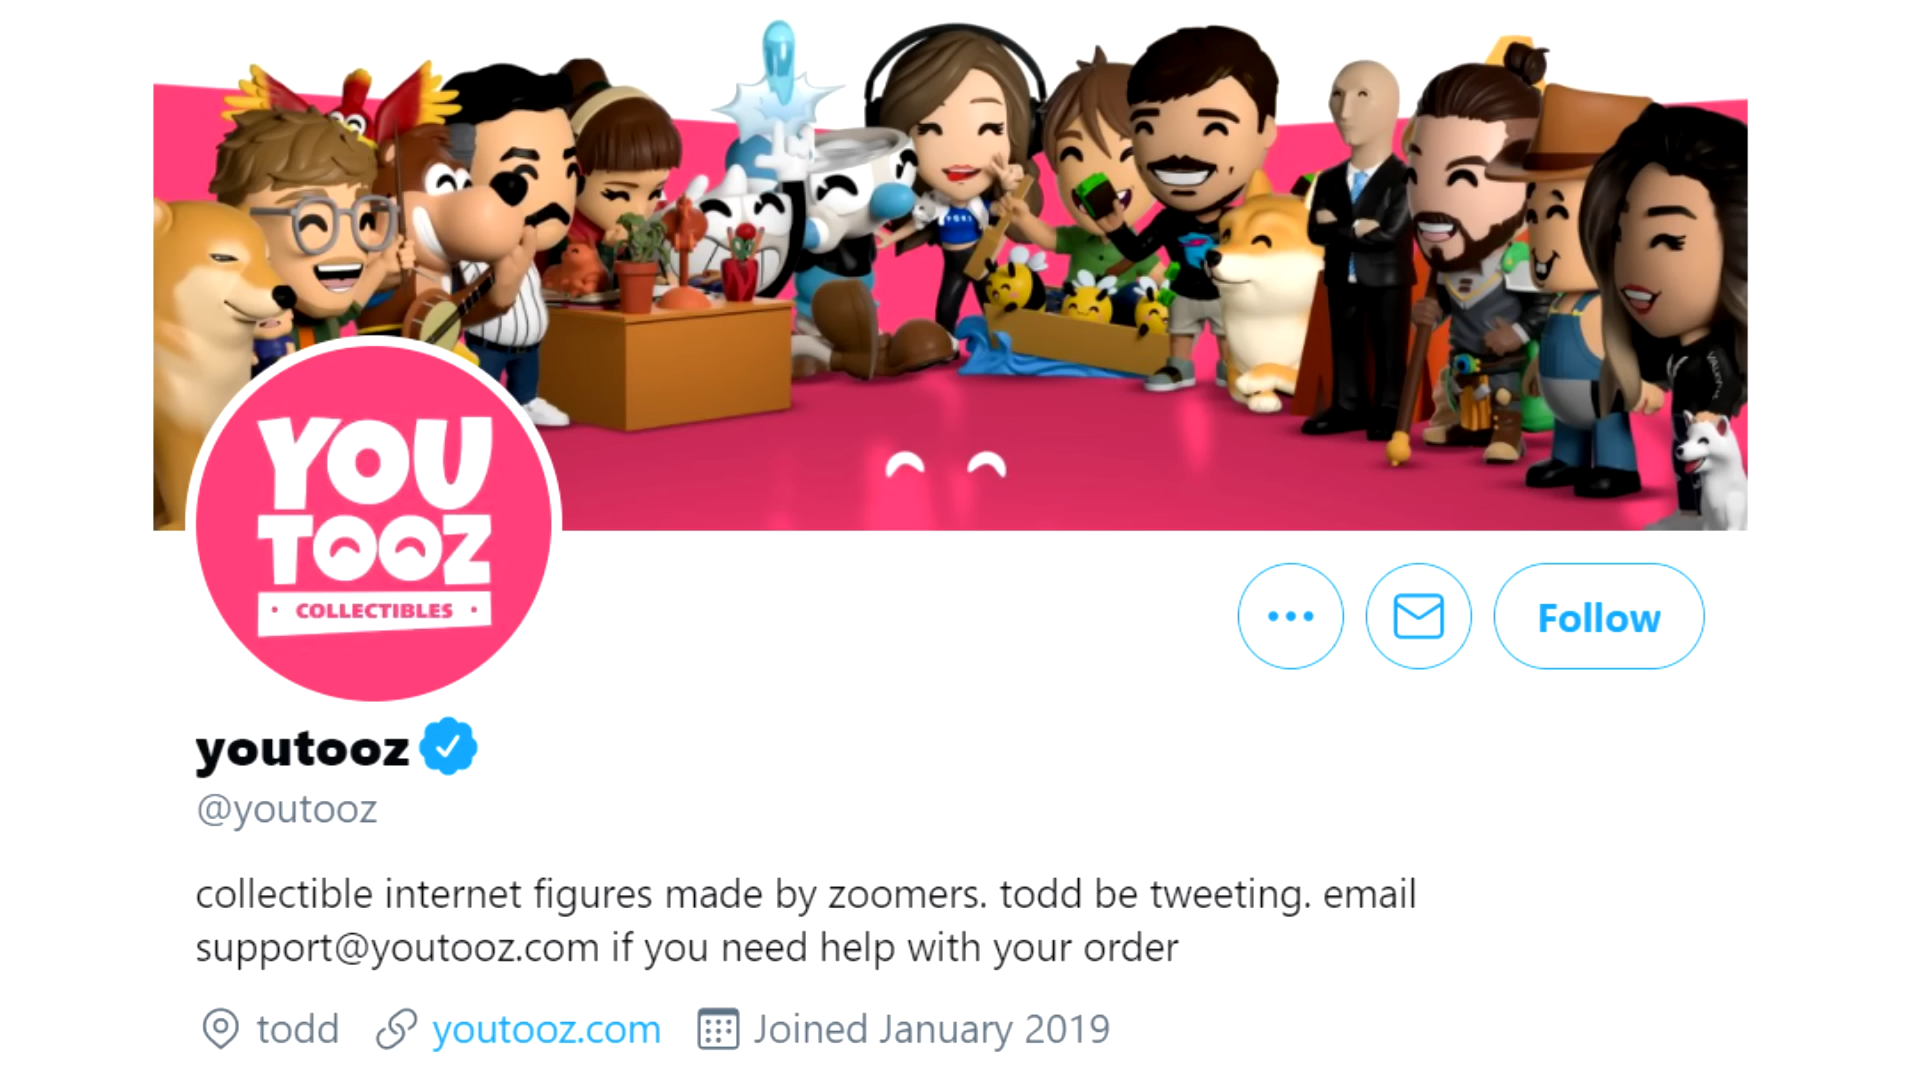 YOU
TOOZ
· COLLECTIBLES ·
Follow
youtooz
@youtooz
collectible internet figures made by zoomers. todd be tweeting. email
support@youtooz.com if you need help with your order
todd youtooz.com Joined January 2019